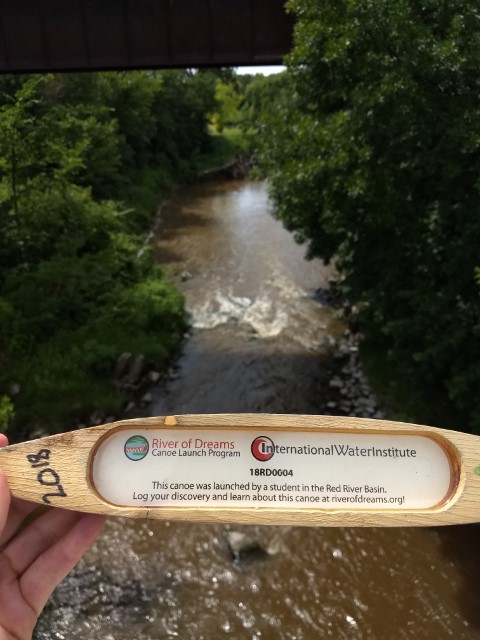 2018
River of Dreams
Canoe Launch Program
InternationalWaterInstitute
18RD0004
This canoe was launched by a student in the Red River Basin.
Log your discovery and learn about this canoe at riverofdreams.org!